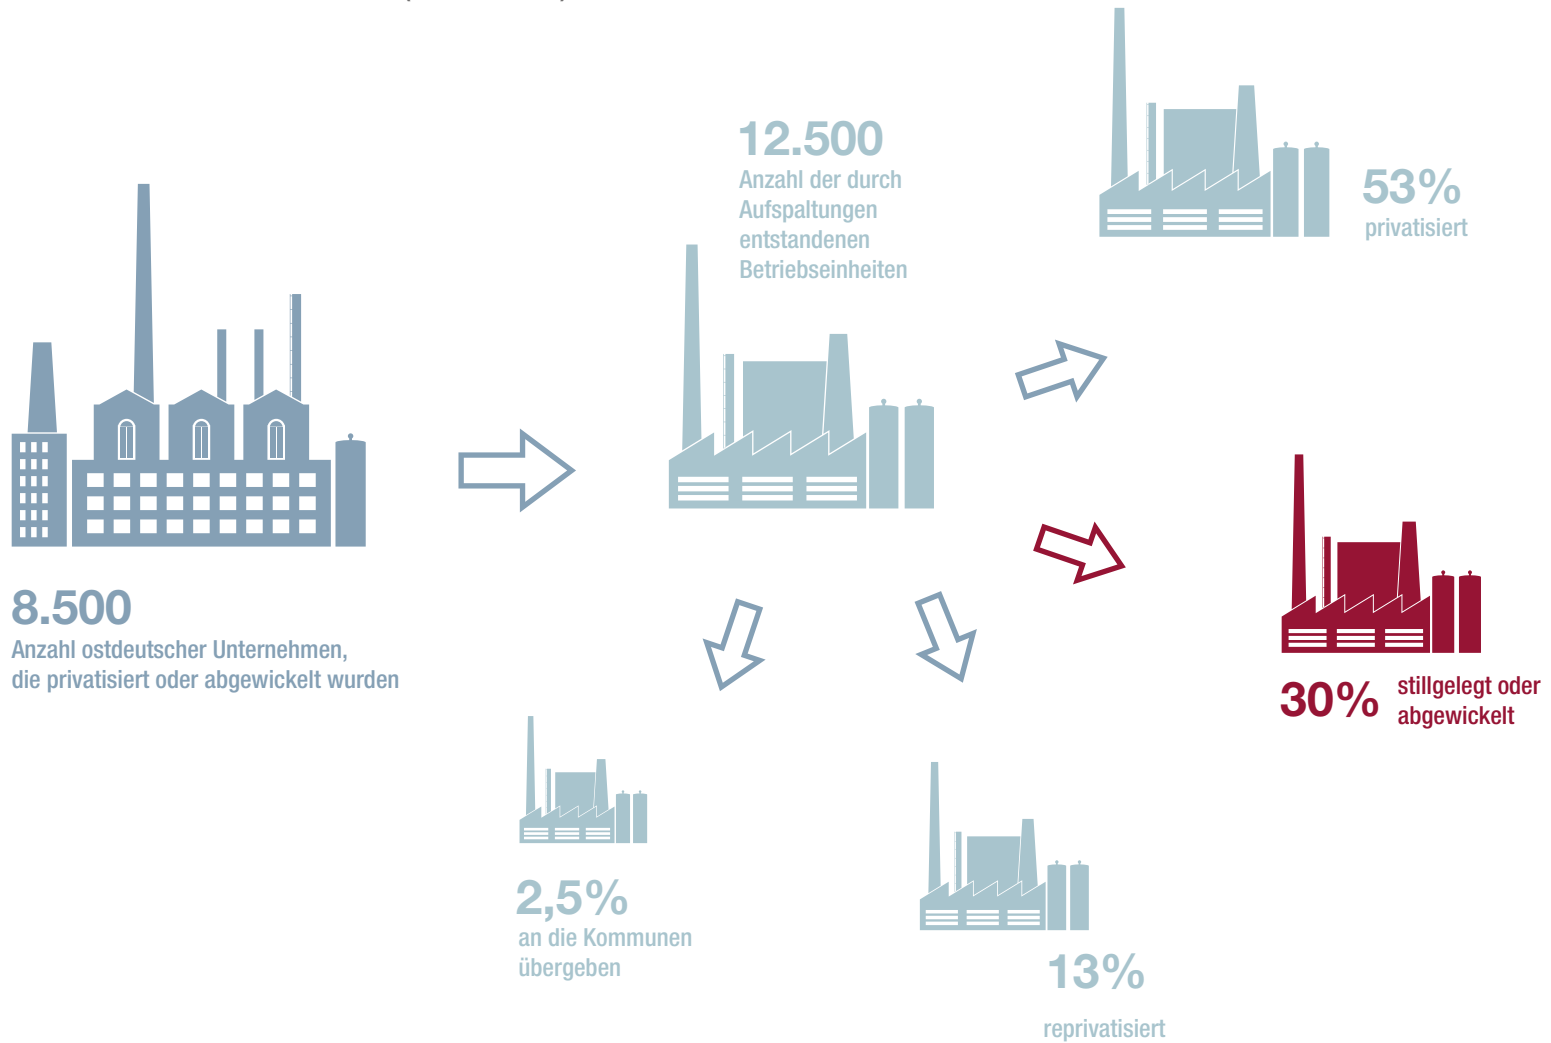 12.500
Anzahl der durch
Aufspaltungen
entstandenen
Betriebseinheiten
53%
privatisiert
8.500
Anzahl ostdeutscher Unternehmen,
die privatisiert oder abgewickelt wurden
30%
stillgelegt oder
abgewickelt
2,5%
an die Kommunen
übergeben
13%
reprivatisiert